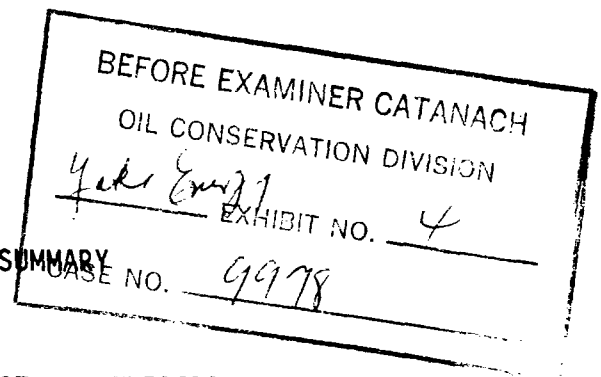 BEFORE EXAMINER CATANACH
OIL CONSERVATION DIVISION
Yates Energy EXHIBIT NO. 4
SUMMARY
CASE NO. 9978